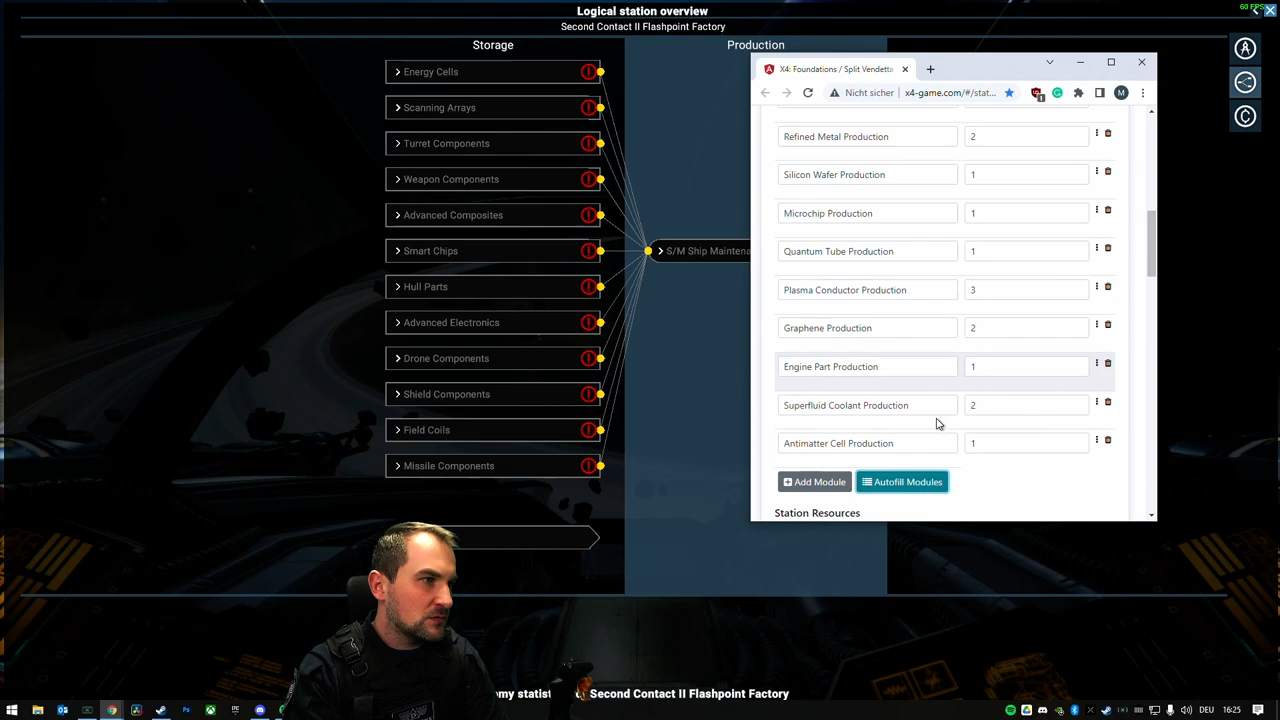 Logical station overview
60 FPS
Second Contact II Flashpoint Factory
Storage
Production
Energy Cells
Scanning Arrays
Turret Components
Weapon Components
Advanced Composites
Smart Chips
Hull Parts
Advanced Electronics
Drone Components
Shield Components
Field Coils
Missile Components
S/M Ship Maintena
X4: Foundations / Split Vendetta
Nicht sicher
x4-game.com/#/stat...
M
Refined Metal Production
2
Silicon Wafer Production
1
Microchip Production
1
Quantum Tube Production
1
Plasma Conductor Production
3
Graphene Production
2
Engine Part Production
1
Superfluid Coolant Production
2
Antimatter Cell Production
1
Add Module
Autofill Modules
Station Resources
omy statist
Second Contact II Flashpoint Factory
DEU
16:25